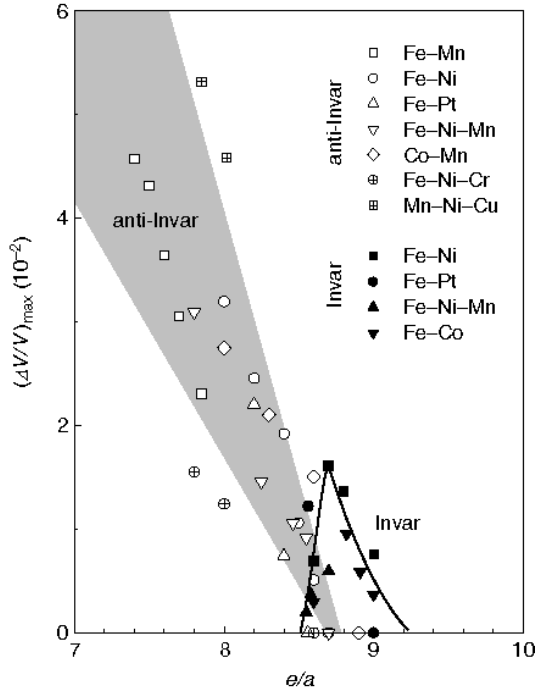 6
4
2
0
7
8
9
10
(ΔV/V)max (10⁻²)
e/a
anti-Invar
Invar
anti-Invar
Fe–Mn
Fe–Ni
Fe–Pt
Fe–Ni–Mn
Co–Mn
Fe–Ni–Cr
Mn–Ni–Cu
Invar
Fe–Ni
Fe–Pt
Fe–Ni–Mn
Fe–Co